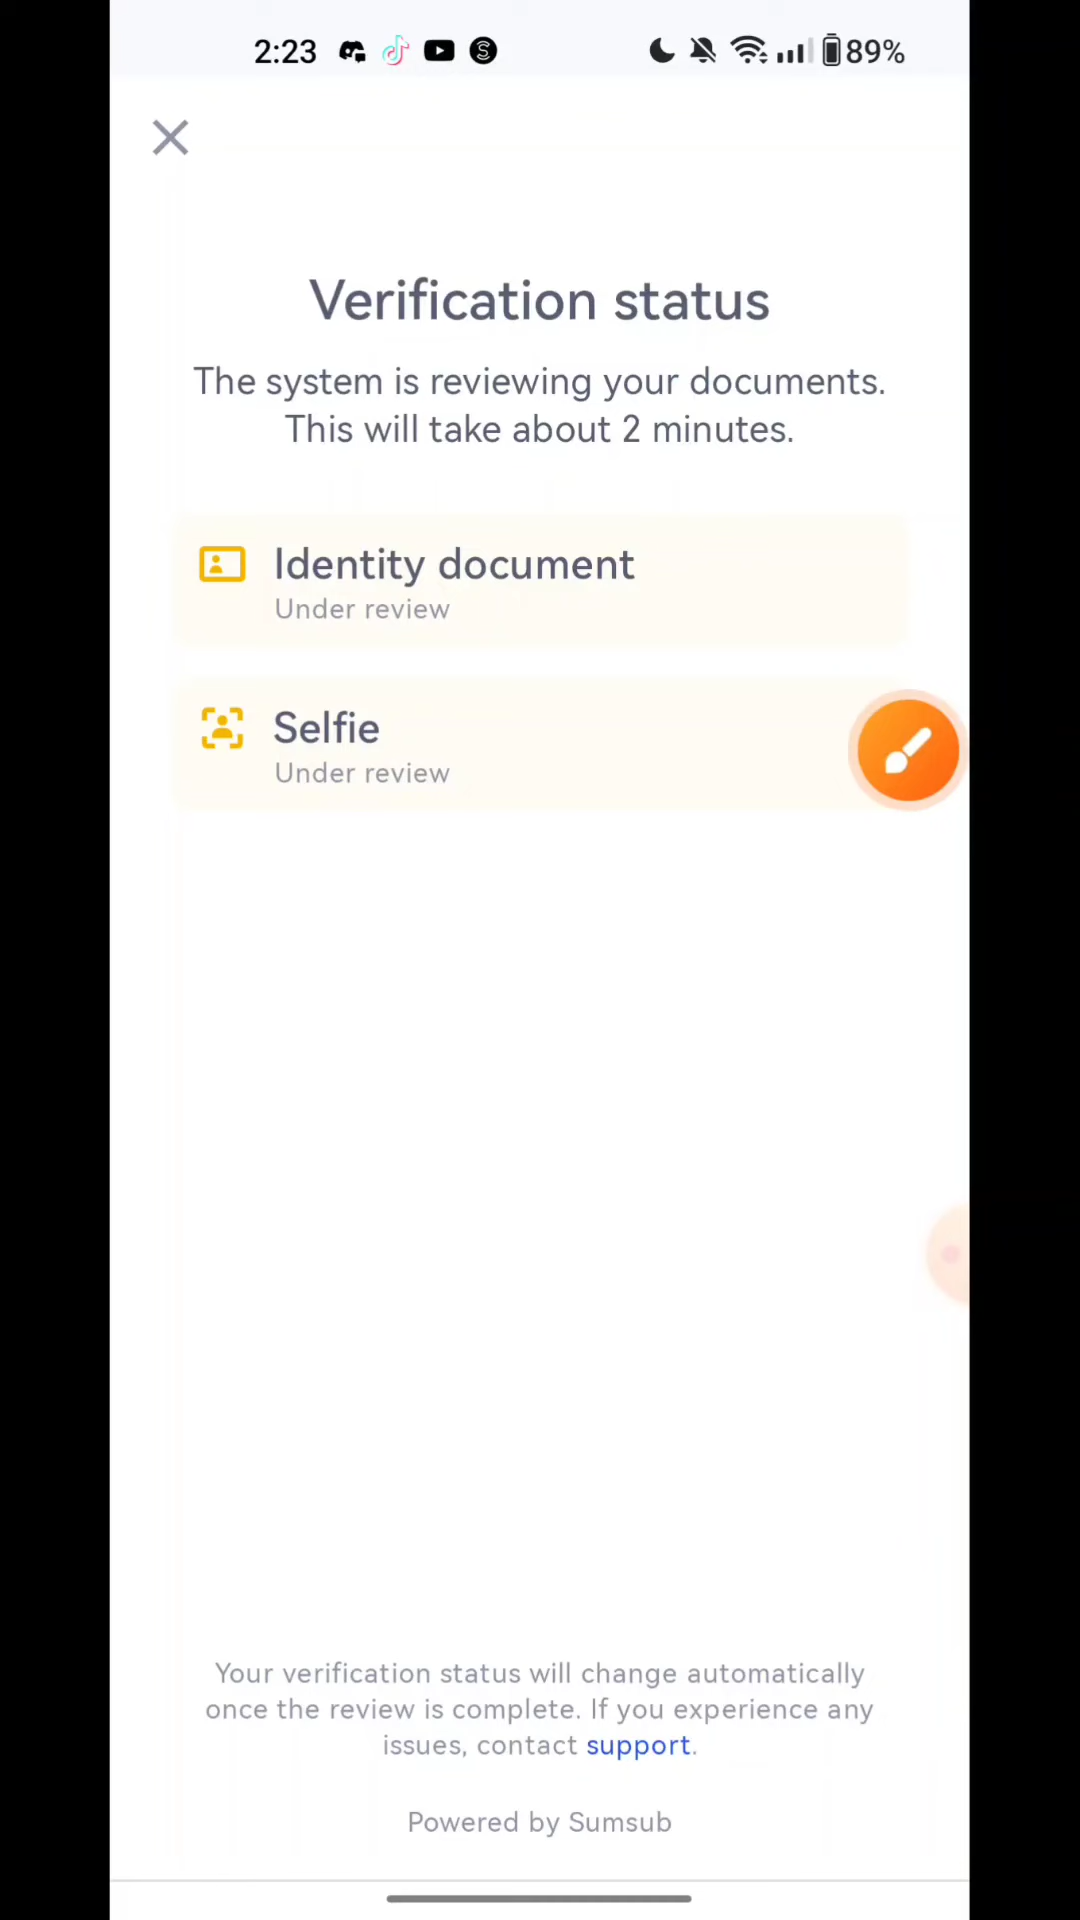 2:23
89%
Verification status
The system is reviewing your documents.
This will take about 2 minutes.
Identity document
Under review
Selfie
Under review
Your verification status will change automatically
once the review is complete. If you experience any
issues, contact support.
Powered by Sumsub